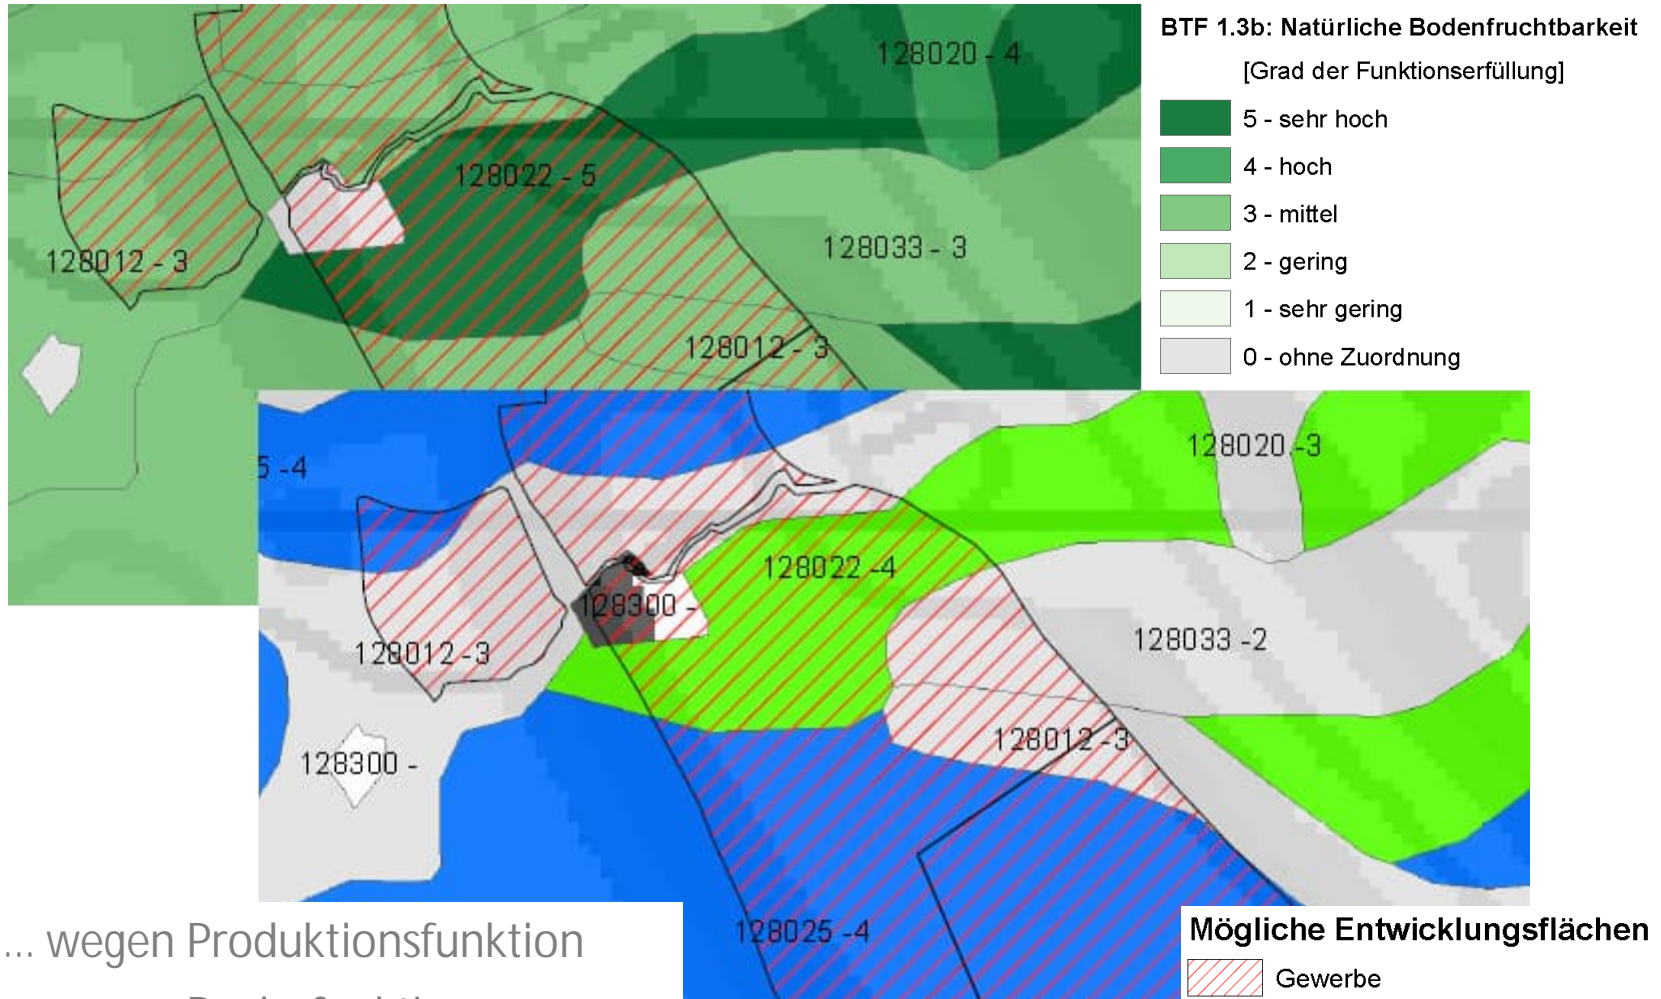 128020 - 4
128022 - 5
128033 - 3
128012 - 3
128012 - 3
BTF 1.3b: Natürliche Bodenfruchtbarkeit
[Grad der Funktionserfüllung]
5 - sehr hoch
4 - hoch
3 - mittel
2 - gering
1 - sehr gering
0 - ohne Zuordnung
5 -4
128020 -3
128022 -4
128300 -
128033 -2
128012 -3
128012 -3
128300 -
128025 -4
... wegen Produktionsfunktion
Mögliche Entwicklungsflächen
Gewerbe